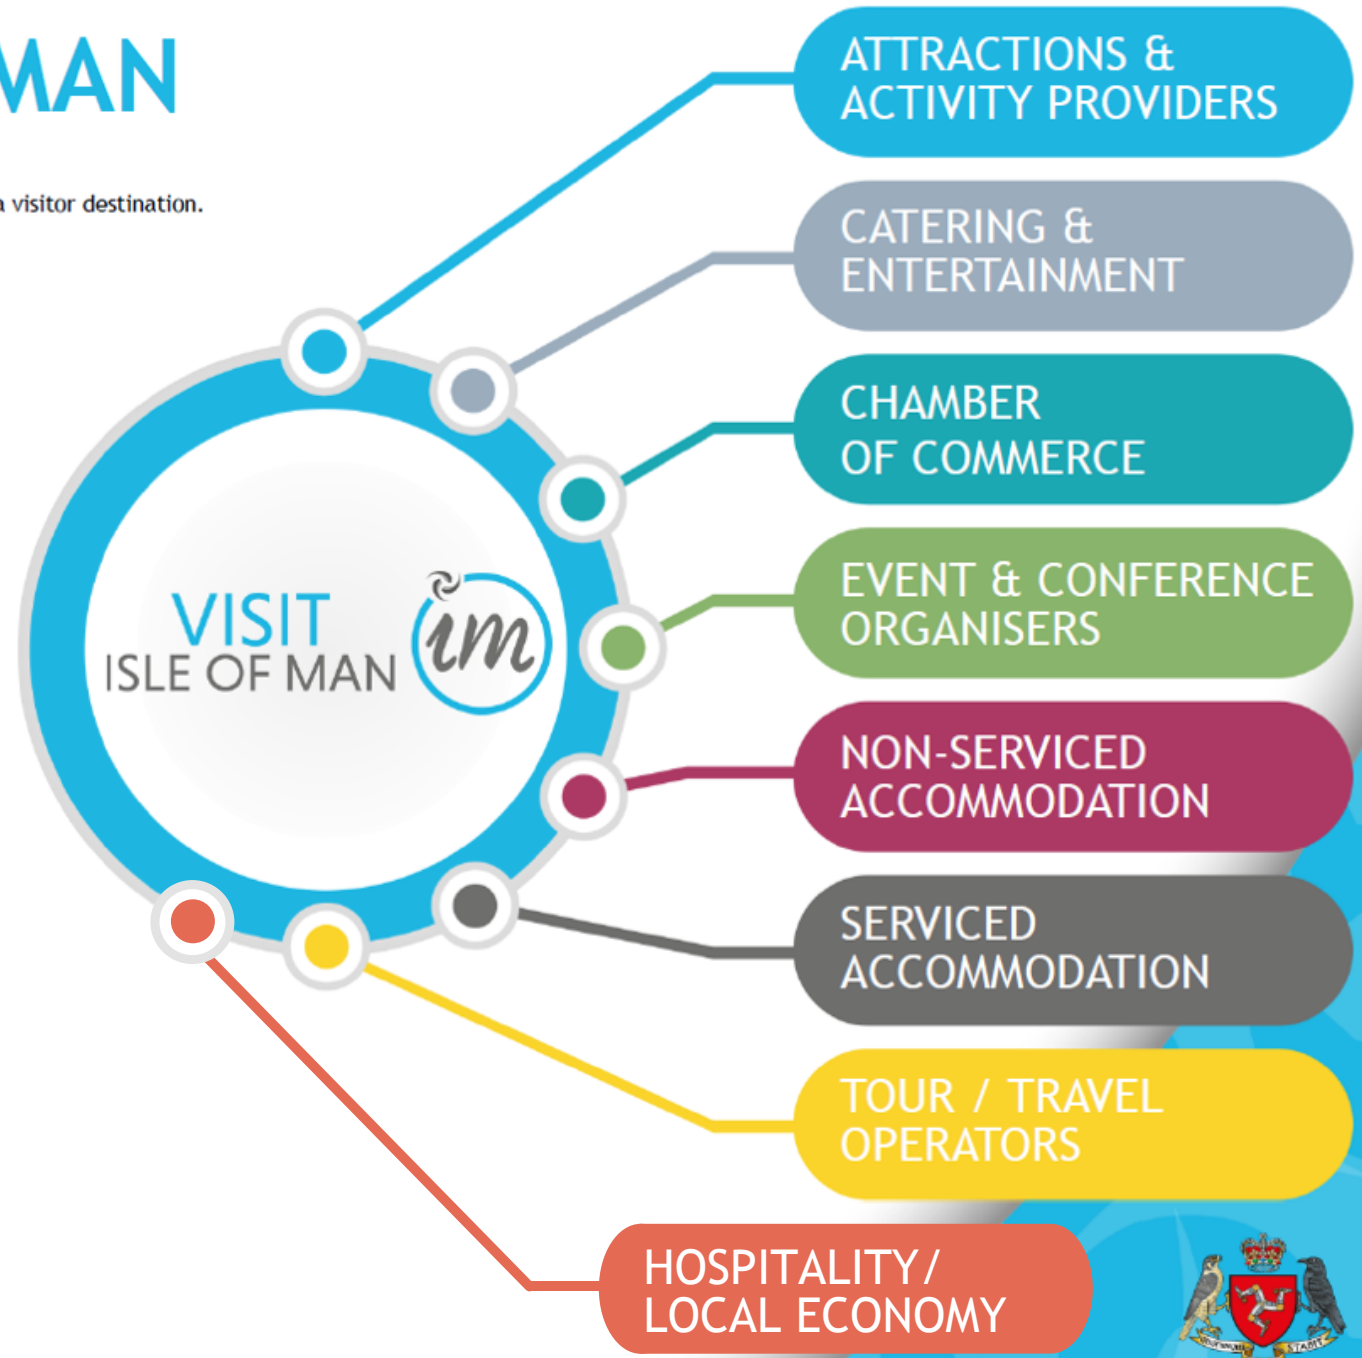 MAN
a visitor destination.
ATTRACTIONS &
ACTIVITY PROVIDERS
CATERING &
ENTERTAINMENT
CHAMBER
OF COMMERCE
EVENT & CONFERENCE
ORGANISERS
VISIT
ISLE OF MAN
im
NON-SERVICED
ACCOMMODATION
SERVICED
ACCOMMODATION
TOUR / TRAVEL
OPERATORS
HOSPITALITY/
LOCAL ECONOMY
STABIT